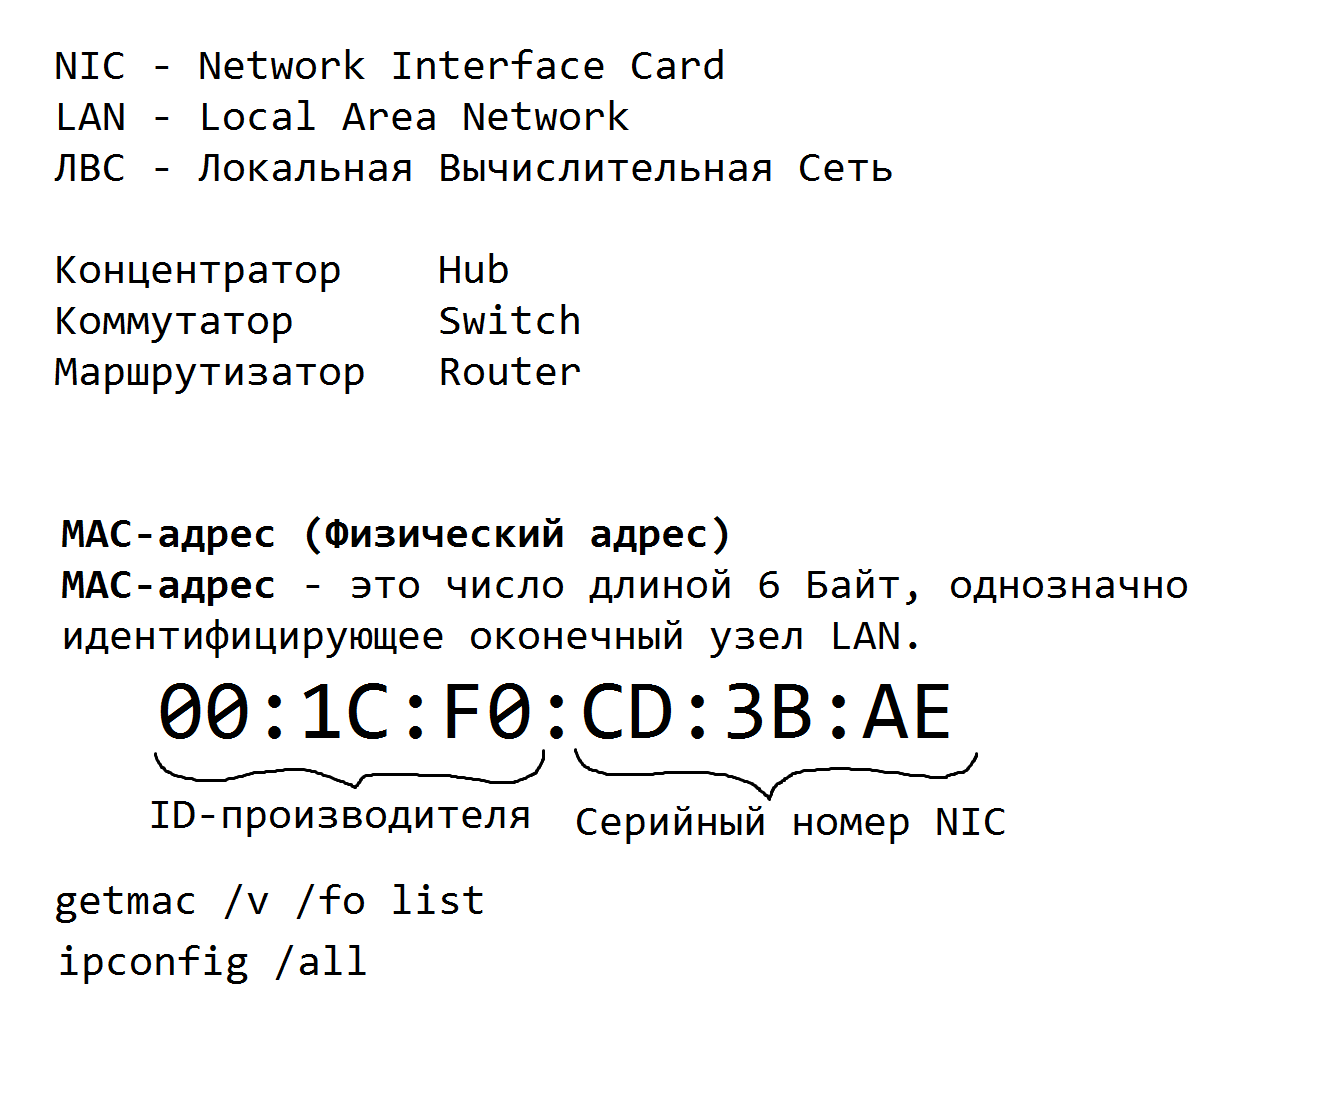 NIC - Network Interface Card
LAN - Local Area Network
ЛВС - Локальная Вычислительная Сеть
Концентратор Hub
Коммутатор Switch
Маршрутизатор Router
MAC-адрес (Физический адрес)
MAC-адрес - это число длиной 6 Байт, однозначно
идентифицирующее оконечный узел LAN.
00:1C:F0:CD:3B:AE
ID-производителя Серийный номер NIC
getmac /v /fo list
ipconfig /all